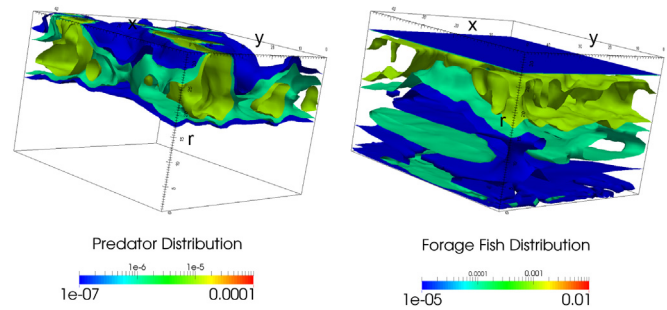 x y
r
x y
r
Predator Distribution
1e-6 1e-5
1e-07 0.0001
Forage Fish Distribution
0.0001 0.001
1e-05 0.01